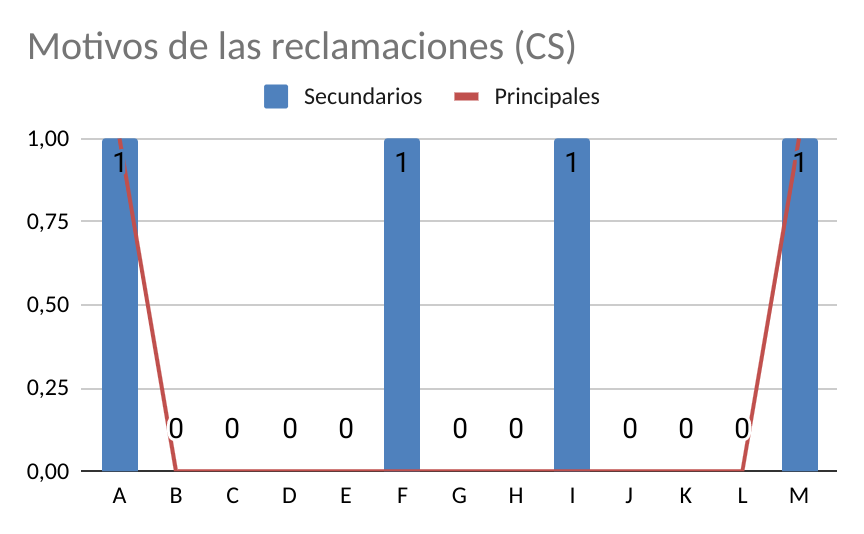 Motivos de las reclamaciones (CS)
Secundarios Principales
1,00
1 1 1 1
0,75
0,50
0,25
0 0 0 0 0 0 0 0 0
0,00
A B C D E F G H I J K L M